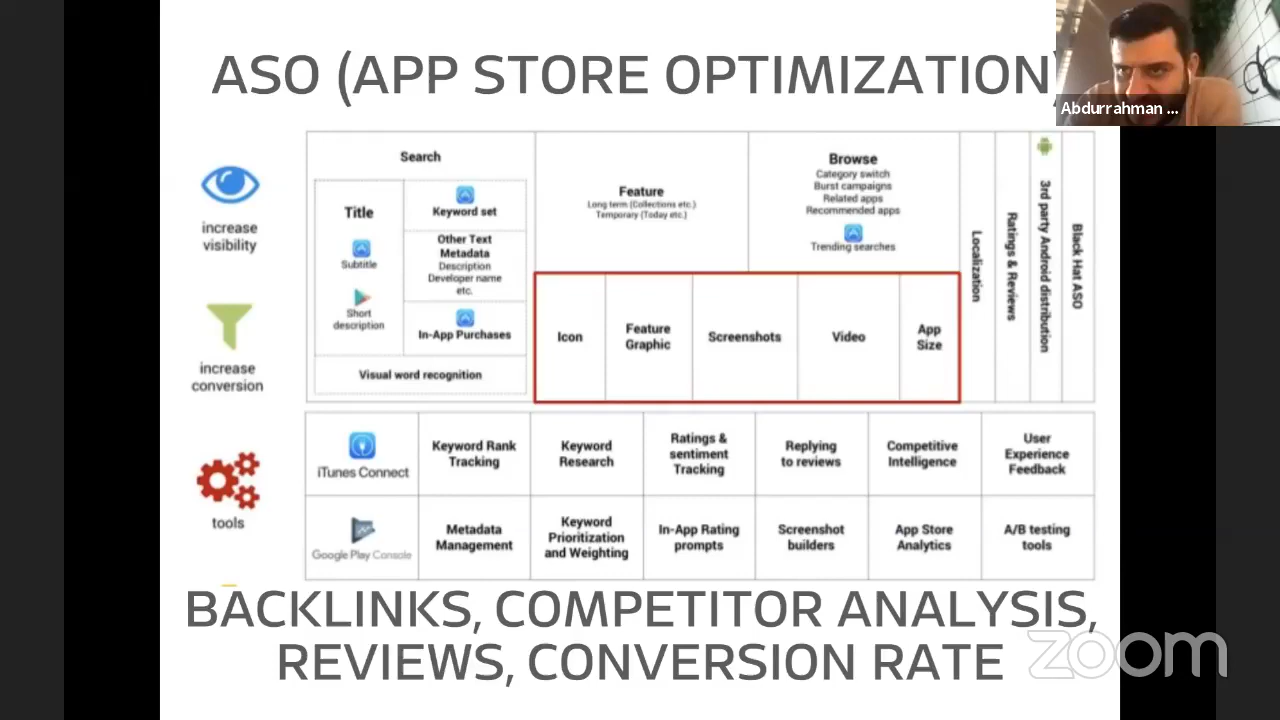 ASO (APP STORE OPTIMIZATION)
Abdurrahman ...
increase
visibility
increase
conversion
tools
Search
Title
Subtitle
Short
description
Keyword set
Other Text
Metadata
Description
Developer name
etc.
In-App Purchases
Visual word recognition
Feature
Long term (Collections etc.)
Temporary (Today etc.)
Browse
Category switch
Burst campaigns
Related apps
Recommended apps
Trending searches
Icon
Feature
Graphic
Screenshots
Video
App
Size
Localization
Ratings & Reviews
3rd party Android distribution
Black Hat ASO
iTunes Connect
Keyword Rank
Tracking
Keyword
Research
Ratings &
sentiment
Tracking
Replying
to reviews
Competitive
Intelligence
User
Experience
Feedback
Google Play Console
Metadata
Management
Keyword
Prioritization
and Weighting
In-App Rating
prompts
Screenshot
builders
App Store
Analytics
A/B testing
tools
BACKLINKS, COMPETITOR ANALYSIS,
REVIEWS, CONVERSION RATE
zoom